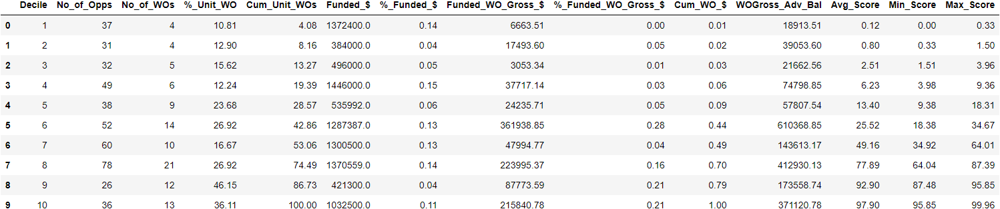 Decile No_of_Opps No_of_WOs %_Unit_WO Cum_Unit_WOs Funded_$ %_Funded_$ Funded_WO_Gross_$ %_Funded_WO_Gross_$ Cum_WO_$ WOGross_Adv_Bal Avg_Score Min_Score Max_Score
0 1 37 4 10.81 4.08 1372400.0 0.14 6663.51 0.00 0.01 18913.51 0.12 0.00 0.33
1 2 31 4 12.90 8.16 384000.0 0.04 17493.60 0.05 0.02 39053.60 0.80 0.33 1.50
2 3 32 5 15.62 13.27 496000.0 0.05 3053.34 0.01 0.03 21662.56 2.51 1.51 3.96
3 4 49 6 12.24 19.39 1446000.0 0.15 37717.14 0.03 0.06 74798.85 6.23 3.98 9.36
4 5 38 9 23.68 28.57 535992.0 0.06 24235.71 0.05 0.09 57807.54 13.40 9.38 18.31
5 6 52 14 26.92 42.86 1287387.0 0.13 361938.85 0.28 0.44 610368.85 25.52 18.38 34.67
6 7 60 10 16.67 53.06 1300500.0 0.13 47994.77 0.04 0.49 143613.17 49.16 34.92 64.01
7 8 78 21 26.92 74.49 1370559.0 0.14 223995.37 0.16 0.70 412930.13 77.89 64.04 87.39
8 9 26 12 46.15 86.73 421300.0 0.04 87773.59 0.21 0.79 173558.74 92.90 87.48 95.85
9 10 36 13 36.11 100.00 1032500.0 0.11 215840.78 0.21 1.00 371120.78 97.90 95.85 99.96